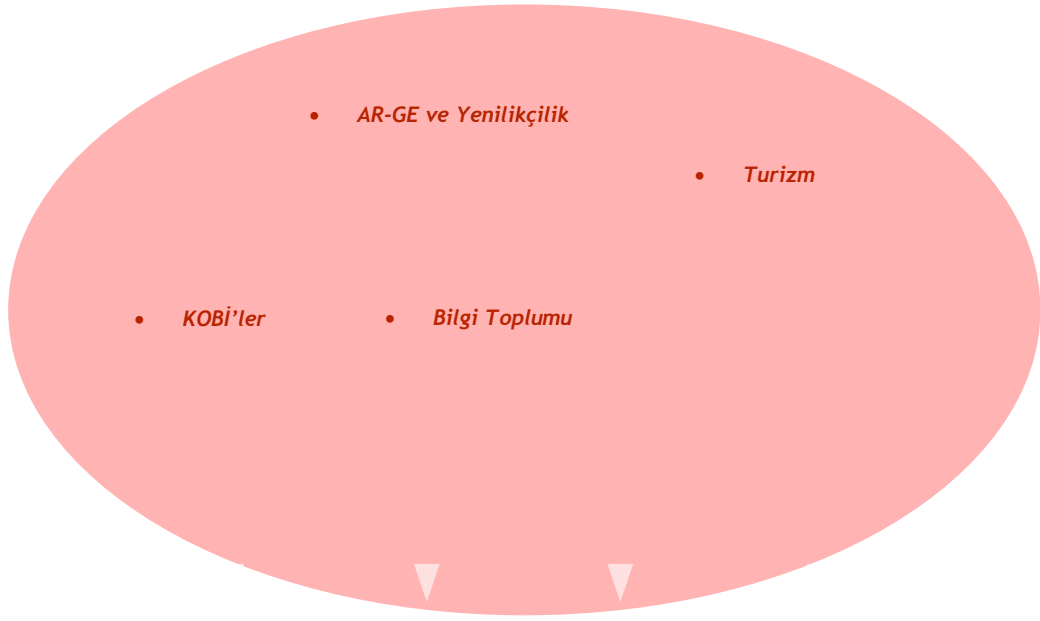 • AR-GE ve Yenilikçilik
• Turizm
• KOBİ’ler • Bilgi Toplumu